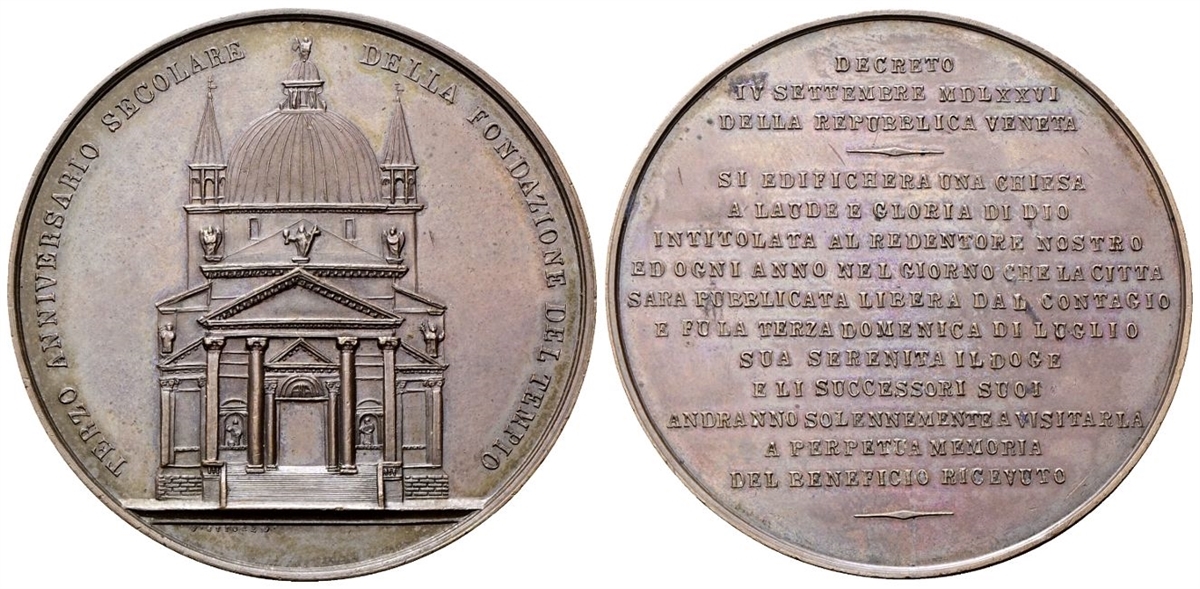 TERZO ANNIVERSARIO SECOLARE DELLA FONDAZIONE DEL TEMPIO
DECRETO
IV SETTEMBRE MDLXXVI
DELLA REPUBBLICA VENETA
SI EDIFICHERA UNA CHIESA
A LAUDE E GLORIA DI DIO
INTITOLATA AL REDENTORE NOSTRO
ED OGNI ANNO NEL GIORNO CHE LA CITTA
SARA PUBBLICATA LIBERA DAL CONTAGIO
E FU LA TERZA DOMENICA DI LUGLIO
SUA SERENITA IL DOGE
E LI SUCCESSORI SUOI
ANDRANNO SOLENNEMENTE A VISITARLA
A PERPETUA MEMORIA
DEL BENEFICIO RICEVUTO